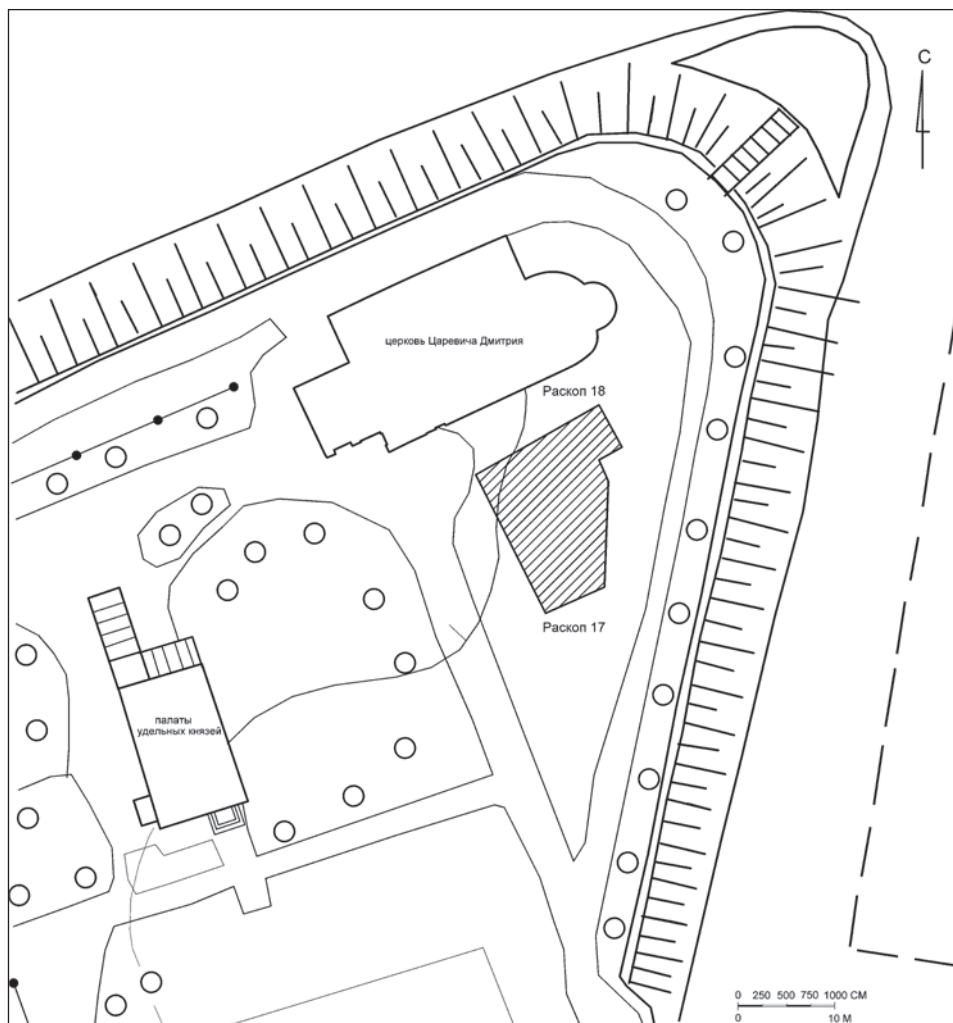 С
церковь Царевича Дмитрия
Раскоп 18
Раскоп 17
палаты
удельных князей
0 250 500 750 1000 СМ
0 10 М